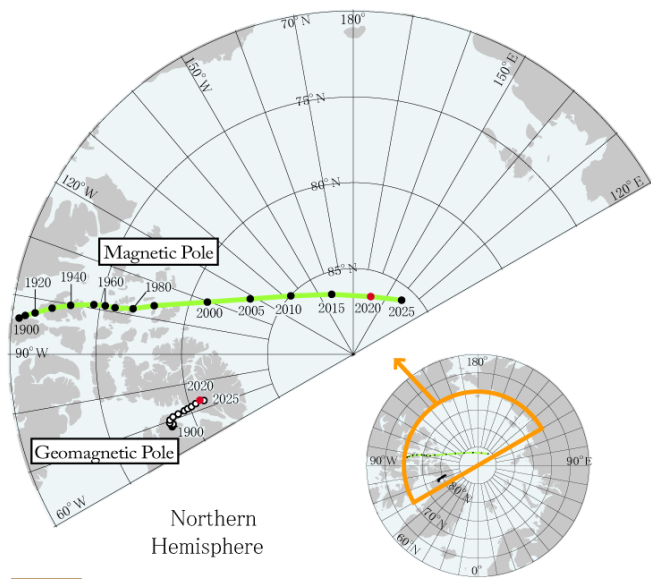 70°N
180°
150°W
150°E
75°N
120°W
80°N
120°E
Magnetic Pole
85°N
1920
1940
1960
1980
1900
2000
2005
2010
2015
2020
2025
90°W
2020
2025
1900
Geomagnetic Pole
60°W
Northern
Hemisphere
180°
90°W
90°E
80°N
70°N
60°N
0°